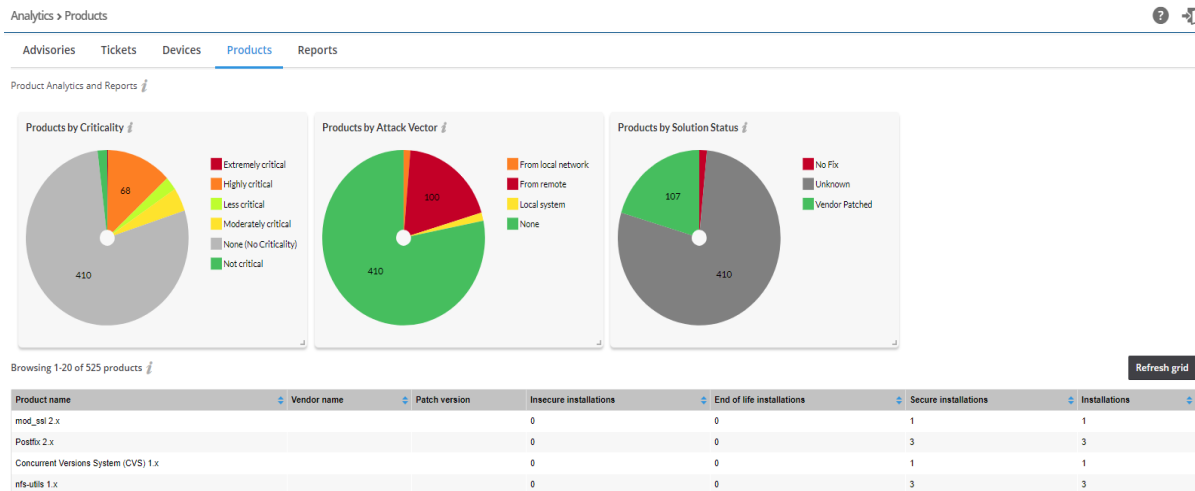 Analytics > Products
?
Advisories Tickets Devices Products Reports
Product Analytics and Reports i
Products by Criticality i
68
410
Extremely critical
Highly critical
Less critical
Moderately critical
None (No Criticality)
Not critical
Products by Attack Vector i
100
410
From local network
From remote
Local system
None
Products by Solution Status i
107
410
No Fix
Unknown
Vendor Patched
Browsing 1-20 of 525 products i
Refresh grid
Product name Vendor name Patch version Insecure installations End of life installations Secure installations Installations
mod_ssl 2.x 0 0 1 1
Postfix 2.x 0 0 3 3
Concurrent Versions System (CVS) 1.x 0 0 1 1
nfs-utils 1.x 0 0 3 3